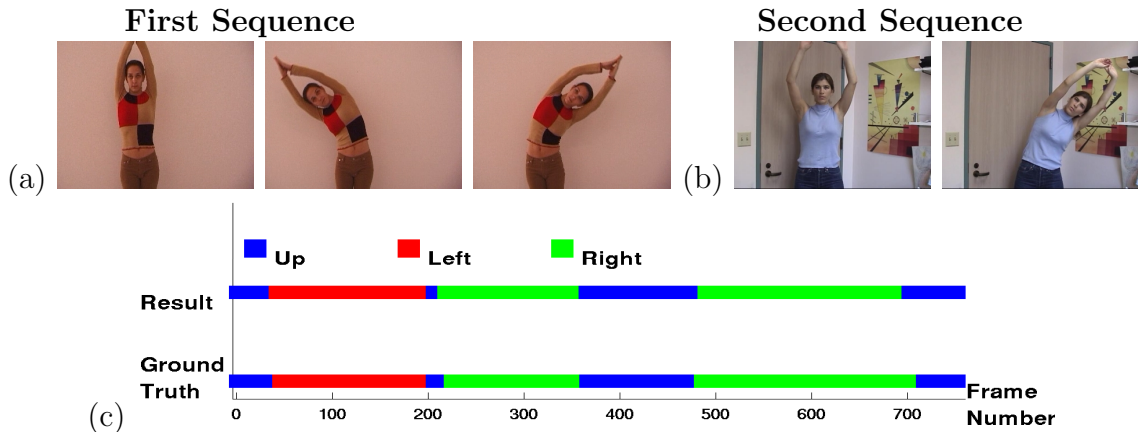 First Sequence
Second Sequence
(a)
(b)
Up Left Right
Result
Ground
Truth
Frame
Number
0 100 200 300 400 500 600 700
(c)